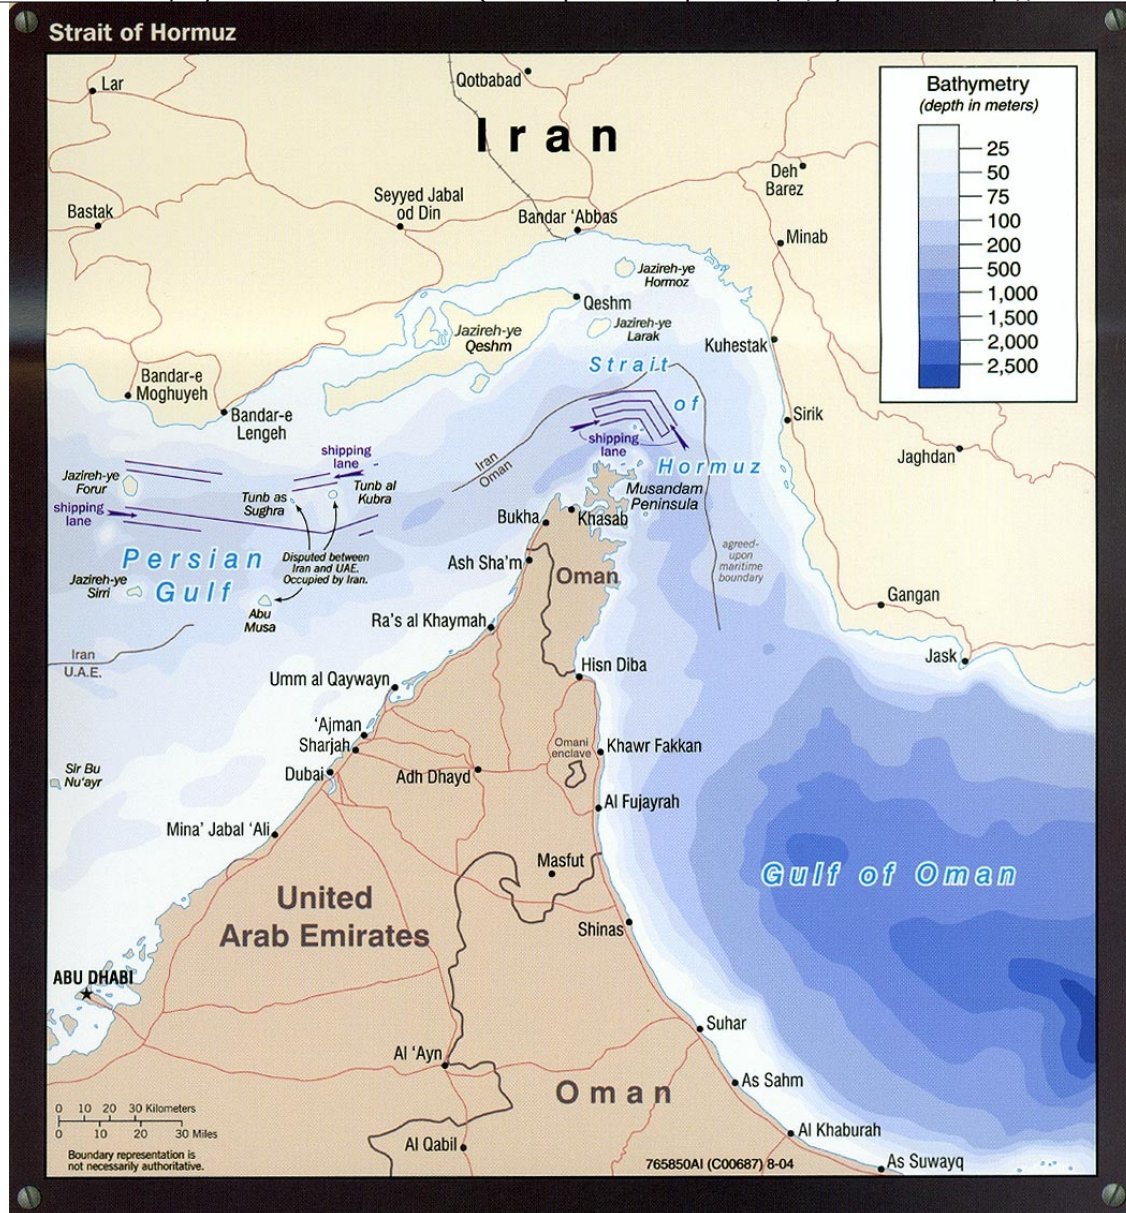 Strait of Hormuz
Lar
Qotbabad
Iran
Bathymetry
(depth in meters)
25
50
75
100
200
500
1,000
1,500
2,000
2,500
Deh
Barez
Bastak
Seyyed Jabal
od Din
Bandar ‘Abbas
Minab
Jazireh-ye
Hormoz
Qeshm
Jazireh-ye
Qeshm
Jazireh-ye
Larak
Kuhestak
Strait
of
Hormuz
Bandar-e
Moghuyeh
Bandar-e
Lengeh
Sirik
Jaghdan
shipping
lane
Iran
Oman
shipping
lane
Jazireh-ye
Forur
Tunb as
Sughra
Tunb al
Kubra
Musandam
Peninsula
shipping
lane
Bukha
Khasab
Persian
Gulf
Disputed between
Iran and UAE.
Occupied by Iran.
Ash Sha’m
Oman
agreed-
upon
maritime
boundary
Jazireh-ye
Sirri
Abu
Musa
Gangan
Ra’s al Khaymah
Iran
U.A.E.
Hisn Diba
Jask
Umm al Qaywayn
‘Ajman
Sharjah
Omani
enclave
Khawr Fakkan
Sir Bu
Nu‘ayr
Dubai
Adh Dhayd
Al Fujayrah
Mina’ Jabal ‘Ali
Masfut
Gulf of Oman
United
Arab Emirates
Shinas
ABU DHABI
Suhar
Al ‘Ayn
Oman
As Sahm
0 10 20 30 Kilometers
0 10 20 30 Miles
Al Khaburah
Al Qabil
Boundary representation is
not necessarily authoritative.
765850AI (C00687) 8-04
As Suwayq